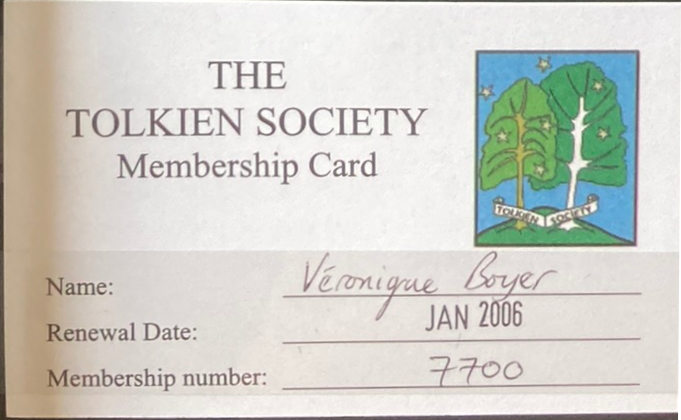 THE
TOLKIEN SOCIETY
Membership Card
TOLKIEN SOCIETY
Name: Véronique Boyer
Renewal Date: JAN 2006
Membership number: 7700